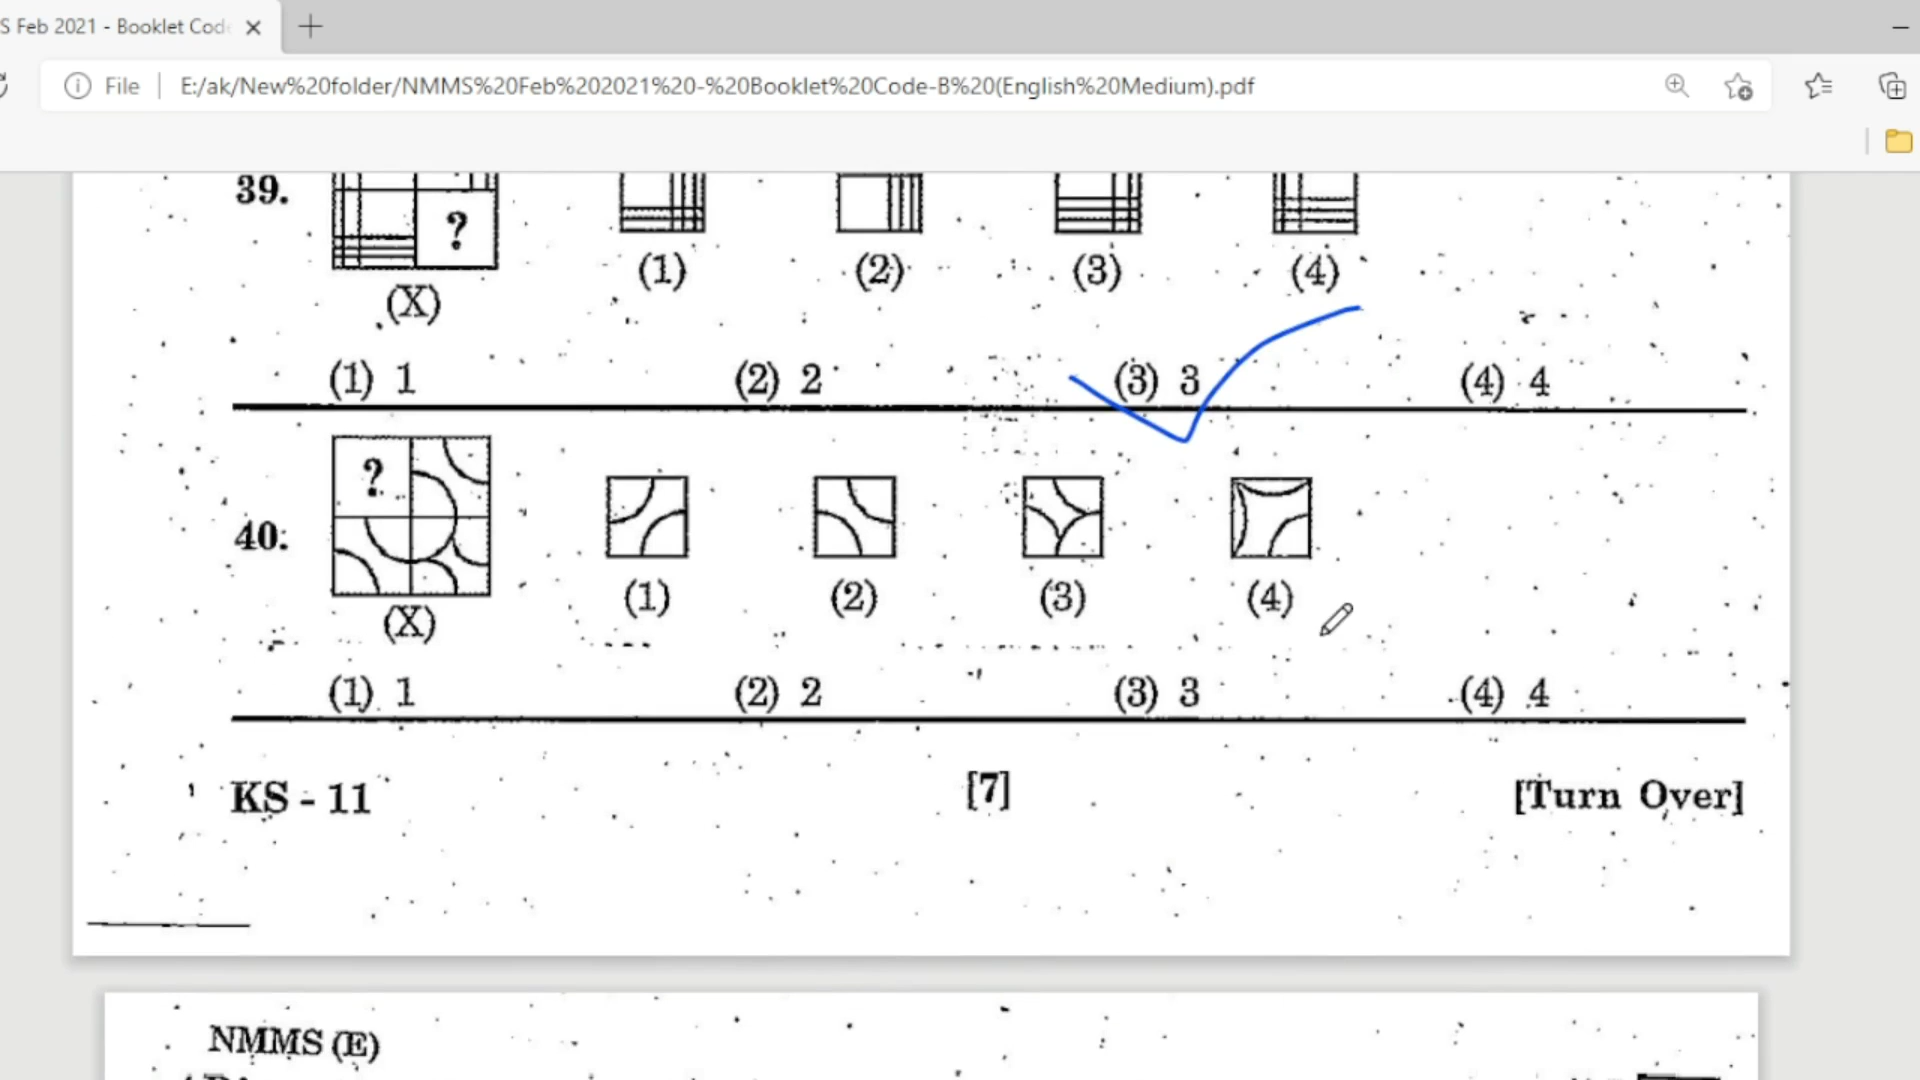 S Feb 2021 - Booklet Code
File
E:/ak/New%20folder/NMMS%20Feb%202021%20-%20Booklet%20Code-B%20(English%20Medium).pdf
39.
?
(1)
(2)
(3)
(4)
(X)
(1) 1
(2) 2
(3) 3
(4) 4
40.
?
(1)
(2)
(3)
(4)
(X)
(1) 1
(2) 2
(3) 3
(4) 4
KS - 11
[7]
[Turn Over]
NMMS (E)